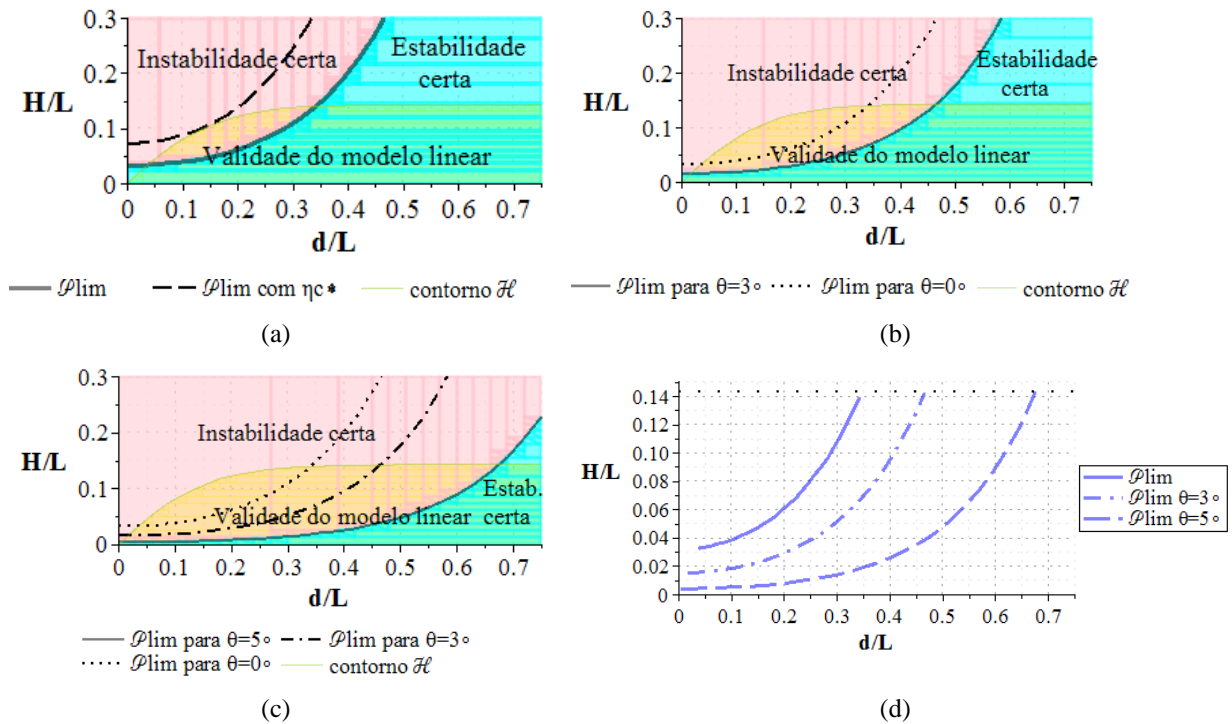 0.3
0.2
0.1
0
H/L
Instabilidade certa
Estabilidade
certa
Validade do modelo linear
0 0.1 0.2 0.3 0.4 0.5 0.6 0.7
d/L
𝒫lim 𝒫lim com ηc* contorno ℋ
(a)
0.3
0.2
0.1
0
H/L
Instabilidade certa
Estabilidade
certa
Validade do modelo linear
0 0.1 0.2 0.3 0.4 0.5 0.6 0.7
d/L
𝒫lim para θ=3∘ 𝒫lim para θ=0∘ contorno ℋ
(b)
0.3
0.2
0.1
0
H/L
Instabilidade certa
Estab.
Validade do modelo linear certa
0 0.1 0.2 0.3 0.4 0.5 0.6 0.7
d/L
𝒫lim para θ=5∘ 𝒫lim para θ=3∘
𝒫lim para θ=0∘ contorno ℋ
(c)
0.14
0.12
0.10
0.08
0.06
0.04
0.02
0
H/L
0 0.1 0.2 0.3 0.4 0.5 0.6 0.7
d/L
𝒫lim
𝒫lim θ=3∘
𝒫lim θ=5∘
(d)